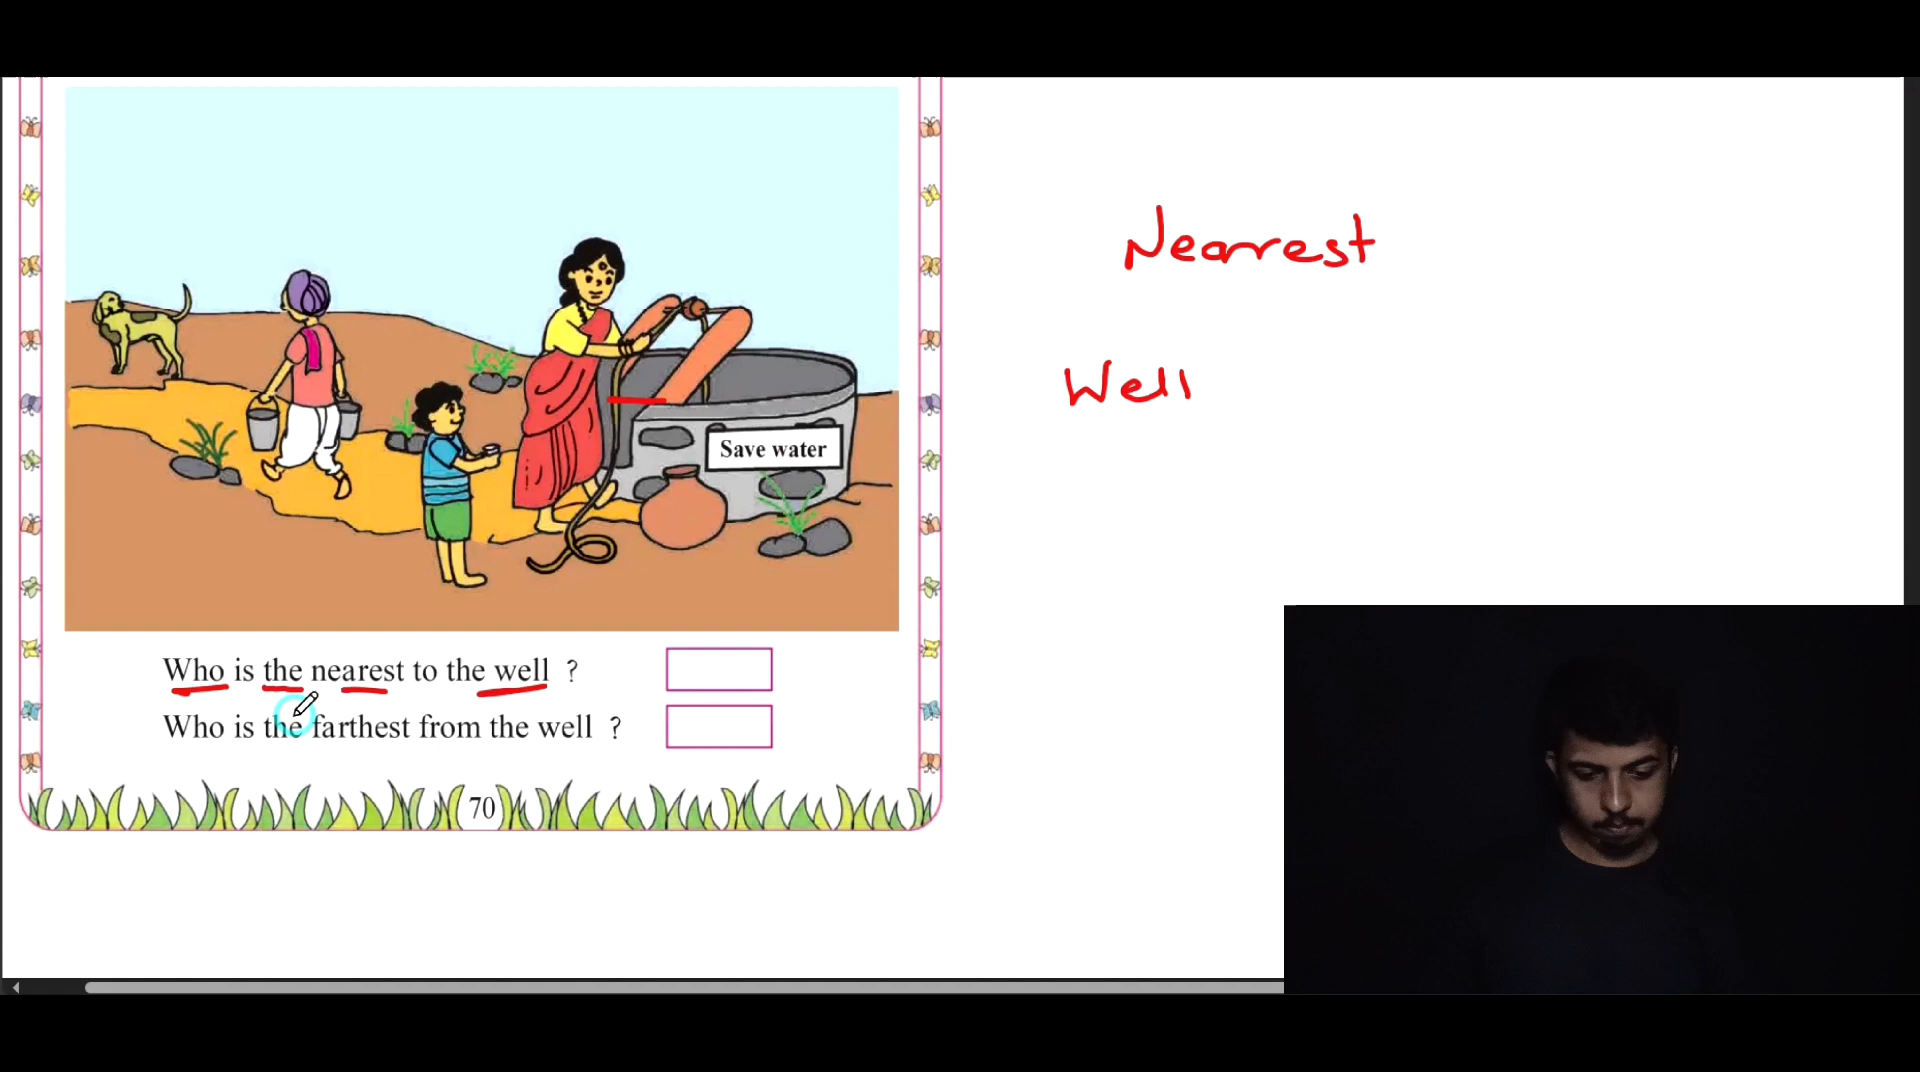 Nearest
Well
Save water
Who is the nearest to the well ?
Who is the farthest from the well ?
70